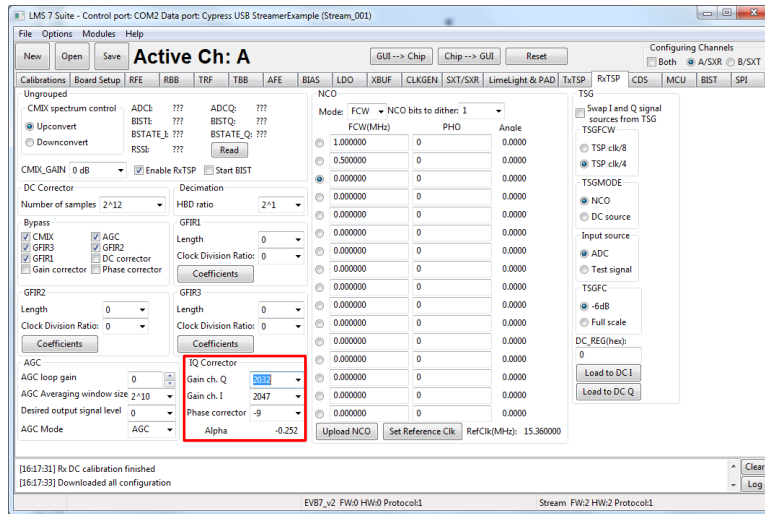 LMS 7 Suite - Control port: COM2 Data port: Cypress USB StreamerExample (Stream_001)
File Options Modules Help
New Open Save Active Ch: A GUI --> Chip Chip --> GUI Reset
Configuring Channels
Both A/SXR B/SXT
Calibrations Board Setup RFE RBB TRF TBB AFE BIAS LDO XBUF CLKGEN SXT/SXR LimeLight & PAD TxTSP RxTSP CDS MCU BIST SPI
Ungrouped
CMIX spectrum control
Upconvert
Downconvert
ADCI: ??? ADCQ: ???
BISTI: ??? BISTQ: ???
BSTATE_I: ??? BSTATE_Q: ???
RSSI: ??? Read
CMIX_GAIN 0 dB Enable RxTSP Start BIST
DC Corrector
Number of samples 2^12
Decimation
HBD ratio 2^1
Bypass
CMIX AGC
GFIR3 GFIR2
GFIR1 DC corrector
Gain corrector Phase corrector
GFIR1
Length 0
Clock Division Ratio: 0
Coefficients
GFIR2
Length 0
Clock Division Ratio: 0
Coefficients
GFIR3
Length 0
Clock Division Ratio: 0
Coefficients
AGC
AGC loop gain 0
AGC Averaging window size 2^10
Desired output signal level 0
AGC Mode AGC
IQ Corrector
Gain ch. Q 2032
Gain ch. I 2047
Phase corrector -9
Alpha -0.252
NCO
Mode: FCW NCO bits to dither: 1
FCW(MHz) PHO Angle
1.000000 0 0.0000
0.500000 0 0.0000
0.000000 0 0.0000
0.000000 0 0.0000
0.000000 0 0.0000
0.000000 0 0.0000
0.000000 0 0.0000
0.000000 0 0.0000
0.000000 0 0.0000
0.000000 0 0.0000
0.000000 0 0.0000
0.000000 0 0.0000
0.000000 0 0.0000
0.000000 0 0.0000
0.000000 0 0.0000
0.000000 0 0.0000
Upload NCO Set Reference Clk RefClk(MHz): 15.360000
TSG
Swap I and Q signal
sources from TSG
TSGFCW
TSP clk/8
TSP clk/4
TSGMODE
NCO
DC source
Input source
ADC
Test signal
TSGFC
-6dB
Full scale
DC_REG(hex):
0
Load to DC I
Load to DC Q
[16:17:31] Rx DC calibration finished
[16:17:33] Downloaded all configuration
Clear
Log
EVB7_v2 FW:0 HW:0 Protocol:1 Stream FW:2 HW:2 Protocol:1